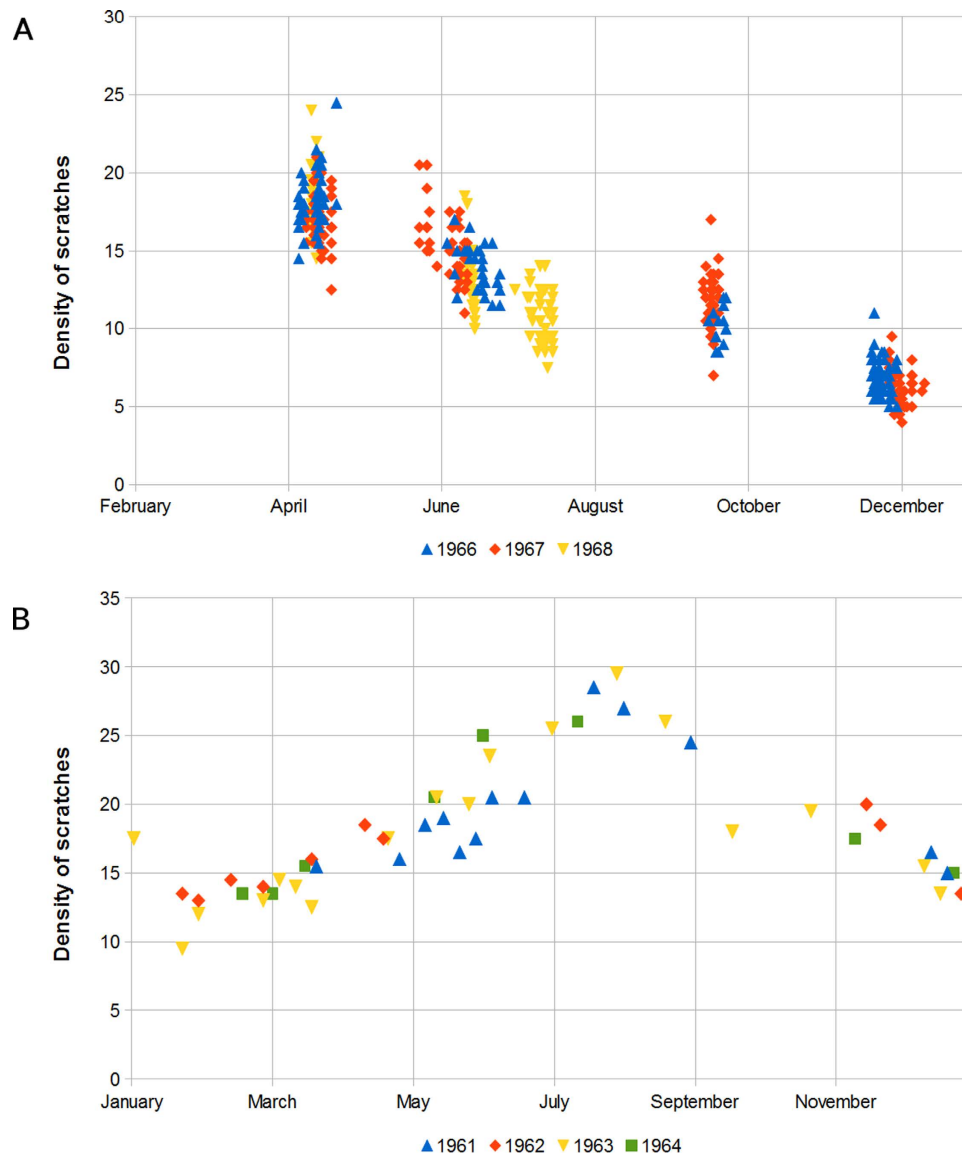 A
30
25
20
15
10
5
0
Density of scratches
February April June August October December
1966 1967 1968
B
35
30
25
20
15
10
5
0
Density of scratches
January March May July September November
1961 1962 1963 1964